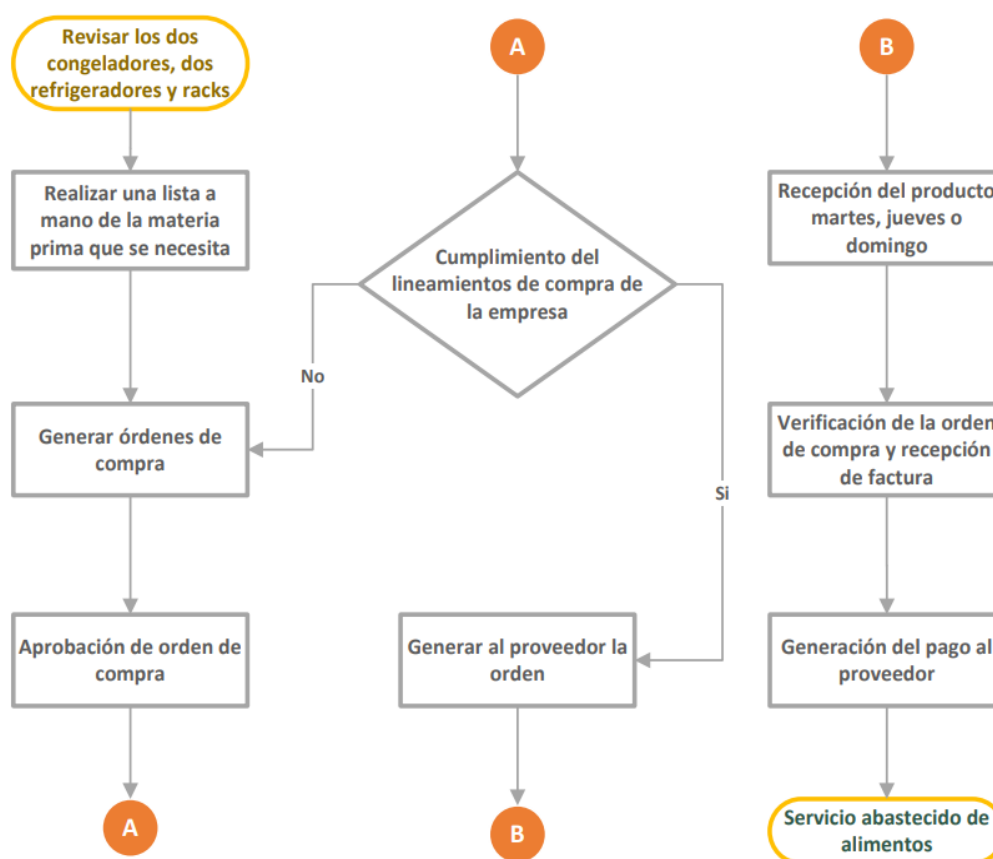 Revisar los dos
congeladores, dos
refrigeradores y racks
Realizar una lista a
mano de la materia
prima que se necesita
Generar órdenes de
compra
Aprobación de orden de
compra
A
A
Cumplimiento del
lineamientos de compra de
la empresa
No
Si
Generar al proveedor la
orden
B
B
Recepción del producto
martes, jueves o
domingo
Verificación de la orden
de compra y recepción
de factura
Generación del pago al
proveedor
Servicio abastecido de
alimentos